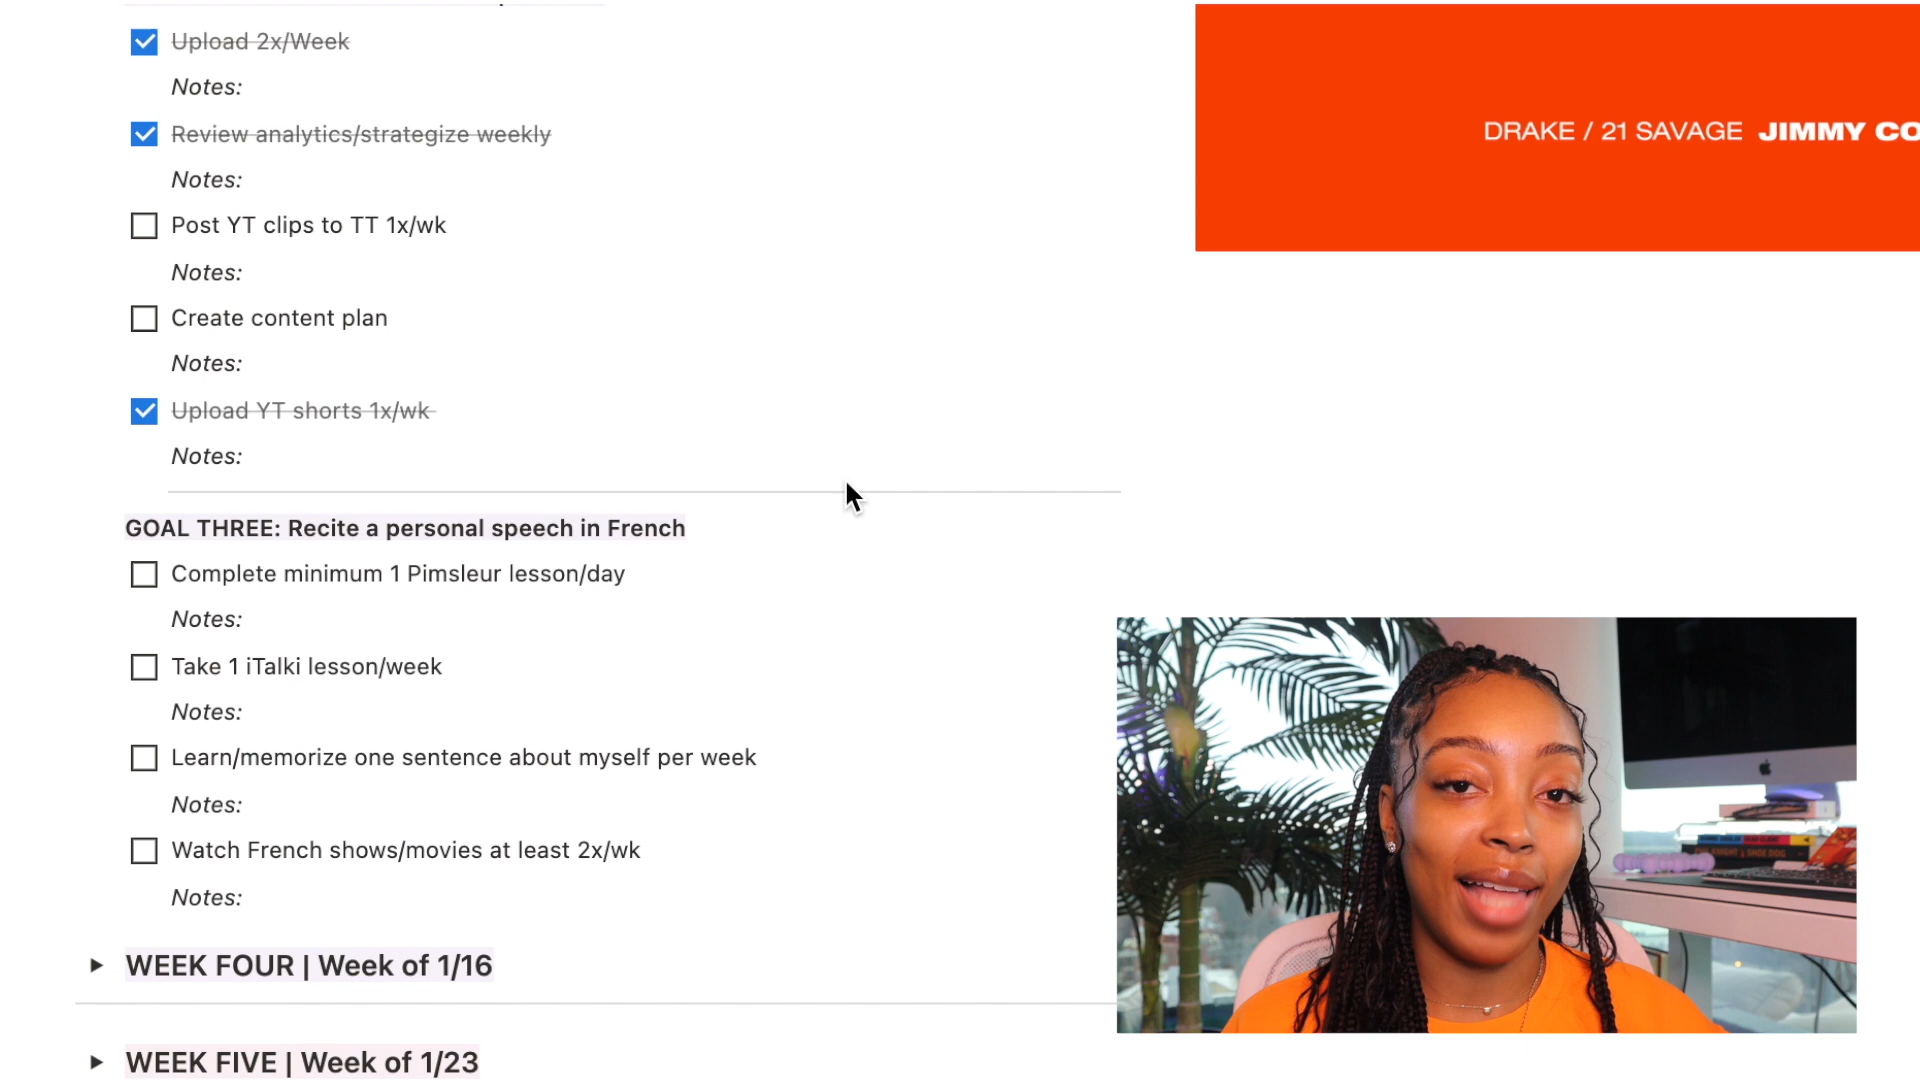 Upload 2x/Week
Notes:
Review analytics/strategize weekly
Notes:
Post YT clips to TT 1x/wk
Notes:
Create content plan
Notes:
Upload YT shorts 1x/wk
Notes:
GOAL THREE: Recite a personal speech in French
Complete minimum 1 Pimsleur lesson/day
Notes:
Take 1 iTalki lesson/week
Notes:
Learn/memorize one sentence about myself per week
Notes:
Watch French shows/movies at least 2x/wk
Notes:
WEEK FOUR | Week of 1/16
WEEK FIVE | Week of 1/23
DRAKE / 21 SAVAGE JIMMY CO
SHOE DOG